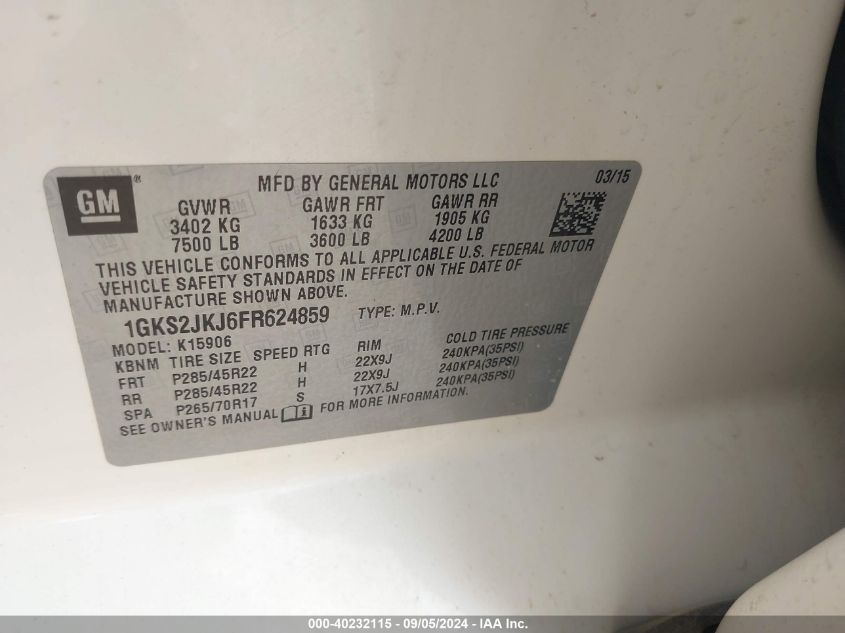 GM ®
MFD BY GENERAL MOTORS LLC 03/15
GVWR GAWR FRT GAWR RR
3402 KG 1633 KG 1905 KG
7500 LB 3600 LB 4200 LB
THIS VEHICLE CONFORMS TO ALL APPLICABLE U.S. FEDERAL MOTOR
VEHICLE SAFETY STANDARDS IN EFFECT ON THE DATE OF
MANUFACTURE SHOWN ABOVE.
1GKS2JKJ6FR624859 TYPE: M.P.V.
MODEL: K15906
KBNM TIRE SIZE SPEED RTG RIM COLD TIRE PRESSURE
FRT P285/45R22 H 22X9J 240KPA(35PSI)
RR P285/45R22 H 22X9J 240KPA(35PSI)
SPA P265/70R17 S 17X7.5J 240KPA(35PSI)
SEE OWNER'S MANUAL FOR MORE INFORMATION.
000-40232115 - 09/05/2024 - IAA Inc.